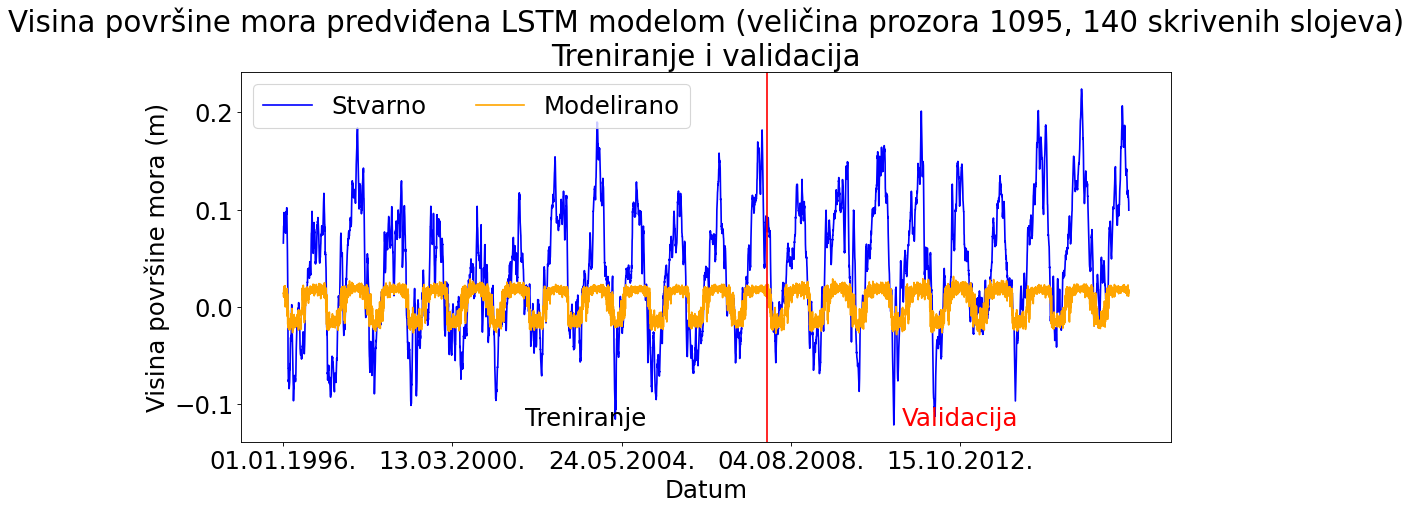 Visina površine mora predviđena LSTM modelom (veličina prozora 1095, 140 skrivenih slojeva)
Treniranje i validacija
Stvarno
Modelirano
Visina površine mora (m)
0.2
0.1
0.0
−0.1
Treniranje
Validacija
01.01.1996.
13.03.2000.
24.05.2004.
04.08.2008.
15.10.2012.
Datum